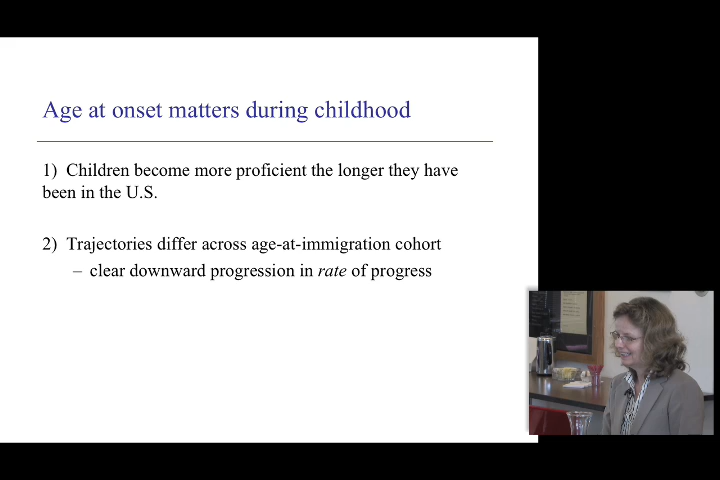 Age at onset matters during childhood
1) Children become more proficient the longer they have
been in the U.S.
2) Trajectories differ across age-at-immigration cohort
– clear downward progression in rate of progress